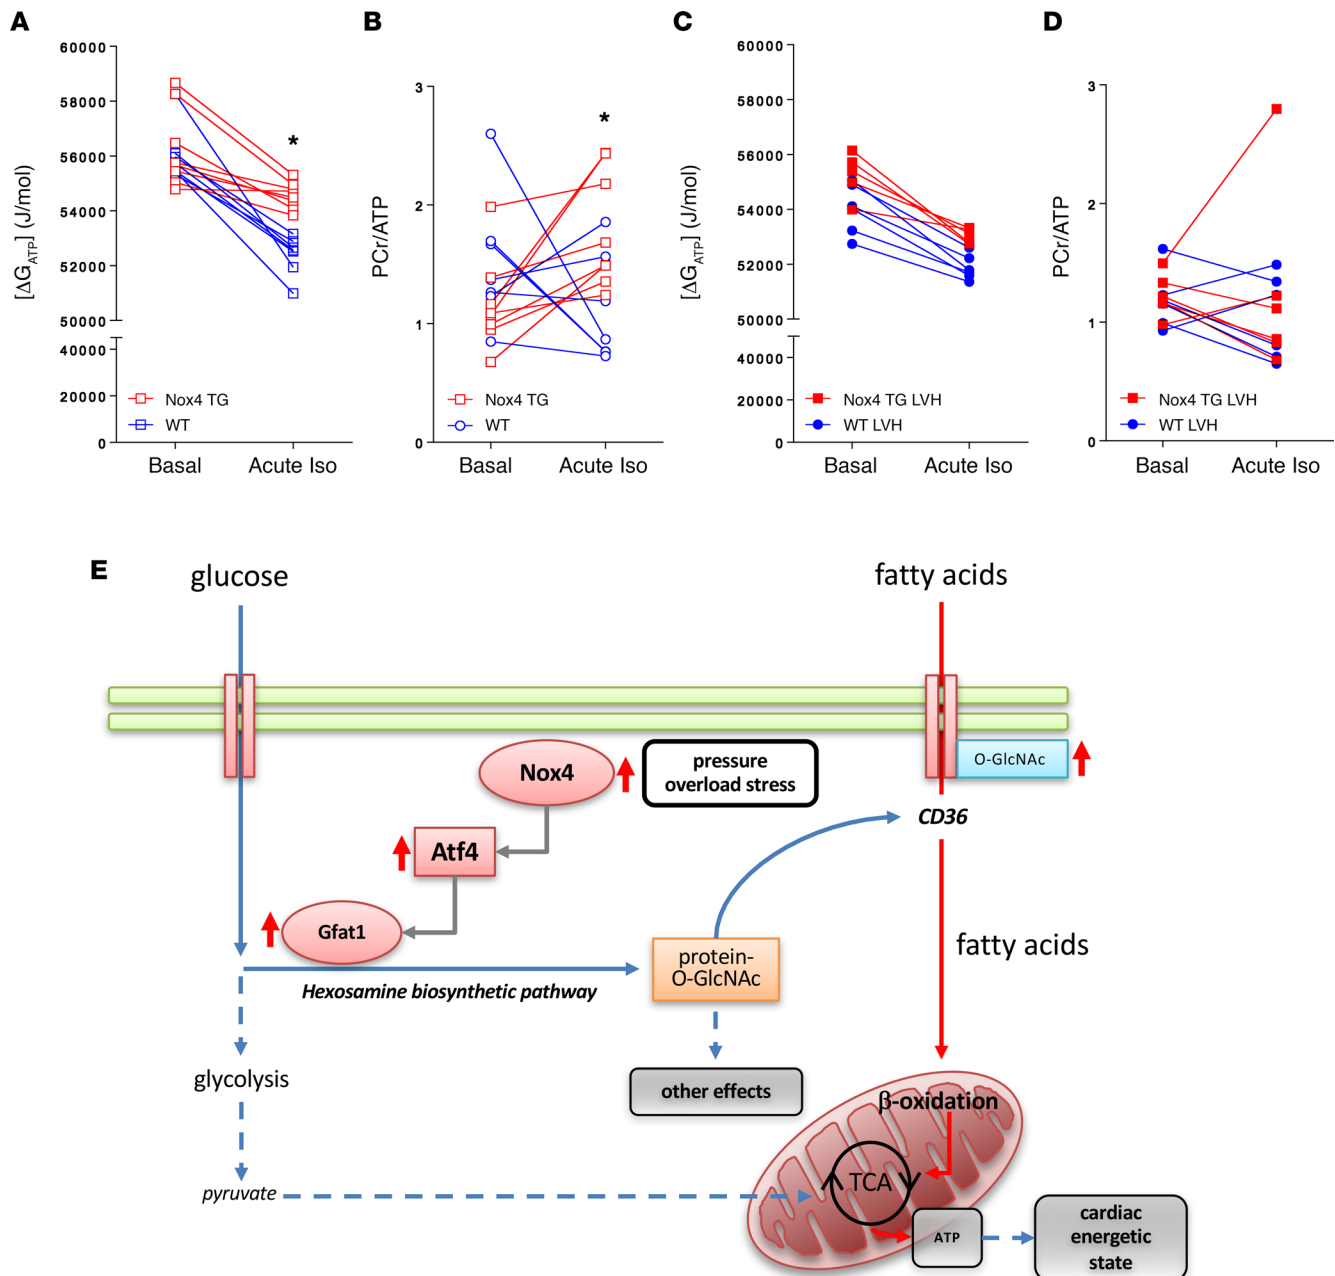 A
60000
58000
56000
54000
52000
50000
40000
20000
0
[ΔG_ATP] (J/mol)
*
Nox4 TG
WT
Basal
Acute Iso
B
3
2
1
0
PCr/ATP
*
Nox4 TG
WT
Basal
Acute Iso
C
60000
58000
56000
54000
52000
50000
40000
20000
0
[ΔG_ATP] (J/mol)
Nox4 TG LVH
WT LVH
Basal
Acute Iso
D
3
2
1
0
PCr/ATP
Nox4 TG LVH
WT LVH
Basal
Acute Iso
E
glucose
fatty acids
Nox4
pressure
overload stress
O-GlcNAc
CD36
Atf4
Gfat1
Hexosamine biosynthetic pathway
protein-
O-GlcNAc
fatty acids
glycolysis
other effects
β-oxidation
pyruvate
TCA
ATP
cardiac
energetic
state